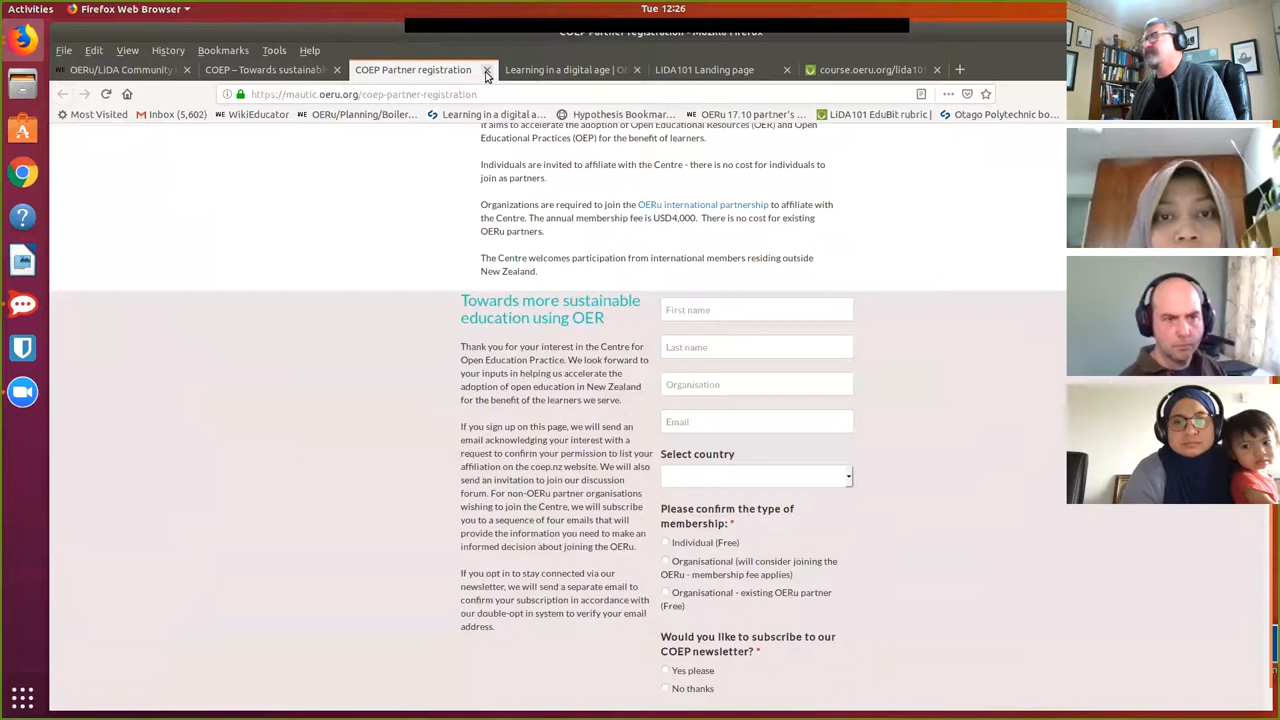 Activities Firefox Web Browser Tue 12:26
COEP Partner registration - Mozilla Firefox
File Edit View History Bookmarks Tools Help
OERu/LiDA Community COEP – Towards sustainab COEP Partner registration Learning in a digital age | OE LIDA101 Landing page course.oeru.org/lida101
https://mautic.oeru.org/coep-partner-registration
Most Visited Inbox (5,602) WikiEducator OERu/Planning/Boiler... Learning in a digital a... Hypothesis Bookmar... OERu 17.10 partner's ... LiDA101 EduBit rubric | Otago Polytechnic bo...
It aims to accelerate the adoption of Open Educational Resources (OER) and Open
Educational Practices (OEP) for the benefit of learners.
Individuals are invited to affiliate with the Centre - there is no cost for individuals to
join as partners.
Organizations are required to join the OERu international partnership to affiliate with
the Centre. The annual membership fee is USD4,000. There is no cost for existing
OERu partners.
The Centre welcomes participation from international members residing outside
New Zealand.
Towards more sustainable
education using OER
Thank you for your interest in the Centre for
Open Education Practice. We look forward to
your inputs in helping us accelerate the
adoption of open education in New Zealand
for the benefit of the learners we serve.
If you sign up on this page, we will send an
email acknowledging your interest with a
request to confirm your permission to list your
affiliation on the coep.nz website. We will also
send an invitation to join our discussion
forum. For non-OERu partner organisations
wishing to join the Centre, we will subscribe
you to a sequence of four emails that will
provide the information you need to make an
informed decision about joining the OERu.
If you opt in to stay connected via our
newsletter, we will send a separate email to
confirm your subscription in accordance with
our double-opt in system to verify your email
address.
First name
Last name
Organisation
Email
Select country
Please confirm the type of
membership: *
Individual (Free)
Organisational (will consider joining the
OERu - membership fee applies)
Organisational - existing OERu partner
(Free)
Would you like to subscribe to our
COEP newsletter? *
Yes please
No thanks